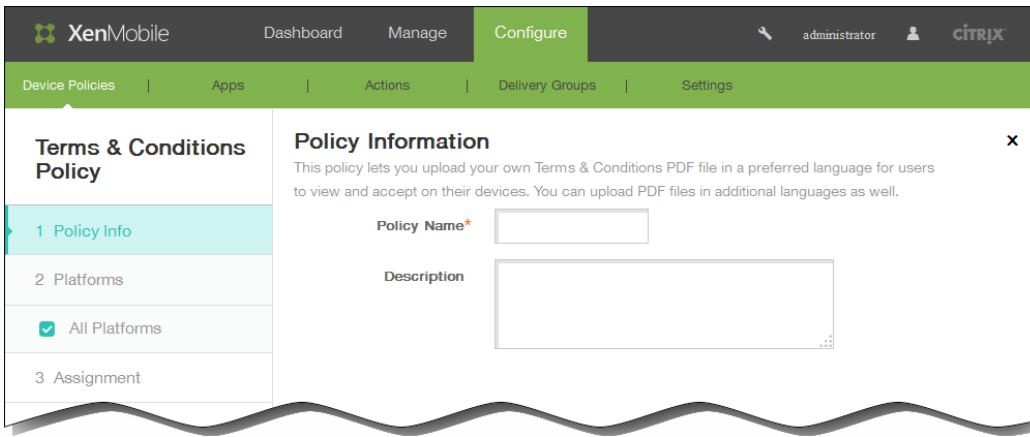 XenMobile Dashboard Manage Configure administrator CİTRIX
Device Policies | Apps | Actions | Delivery Groups | Settings
Terms & Conditions
Policy
1 Policy Info
2 Platforms
All Platforms
3 Assignment
Policy Information
x
This policy lets you upload your own Terms & Conditions PDF file in a preferred language for users
to view and accept on their devices. You can upload PDF files in additional languages as well.
Policy Name*
Description